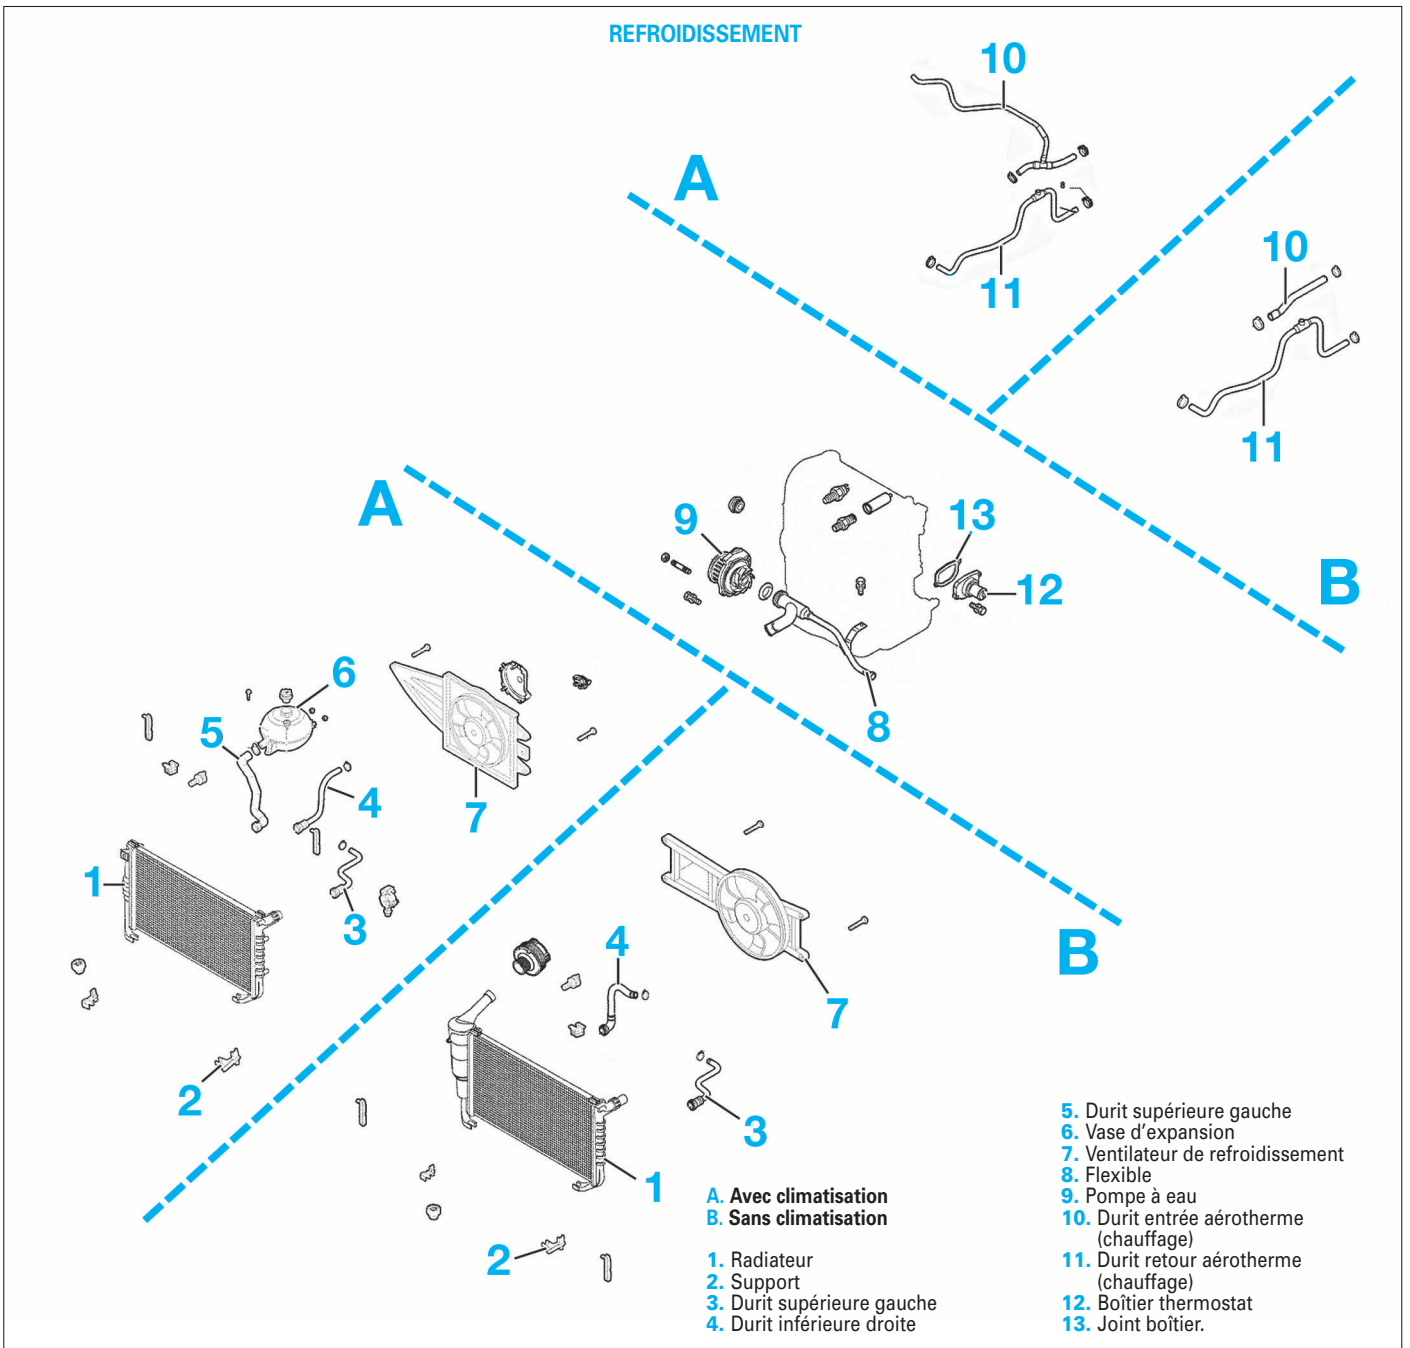 REFROIDISSEMENT
10
A
10
11
11
A
9
13
12
B
8
6
5
7
4
1
3
B
4
7
2
3
1
2
A. Avec climatisation
B. Sans climatisation
1. Radiateur
2. Support
3. Durit supérieure gauche
4. Durit inférieure droite
5. Durit supérieure gauche
6. Vase d'expansion
7. Ventilateur de refroidissement
8. Flexible
9. Pompe à eau
10. Durit entrée aérotherme
(chauffage)
11. Durit retour aérotherme
(chauffage)
12. Boîtier thermostat
13. Joint boîtier.